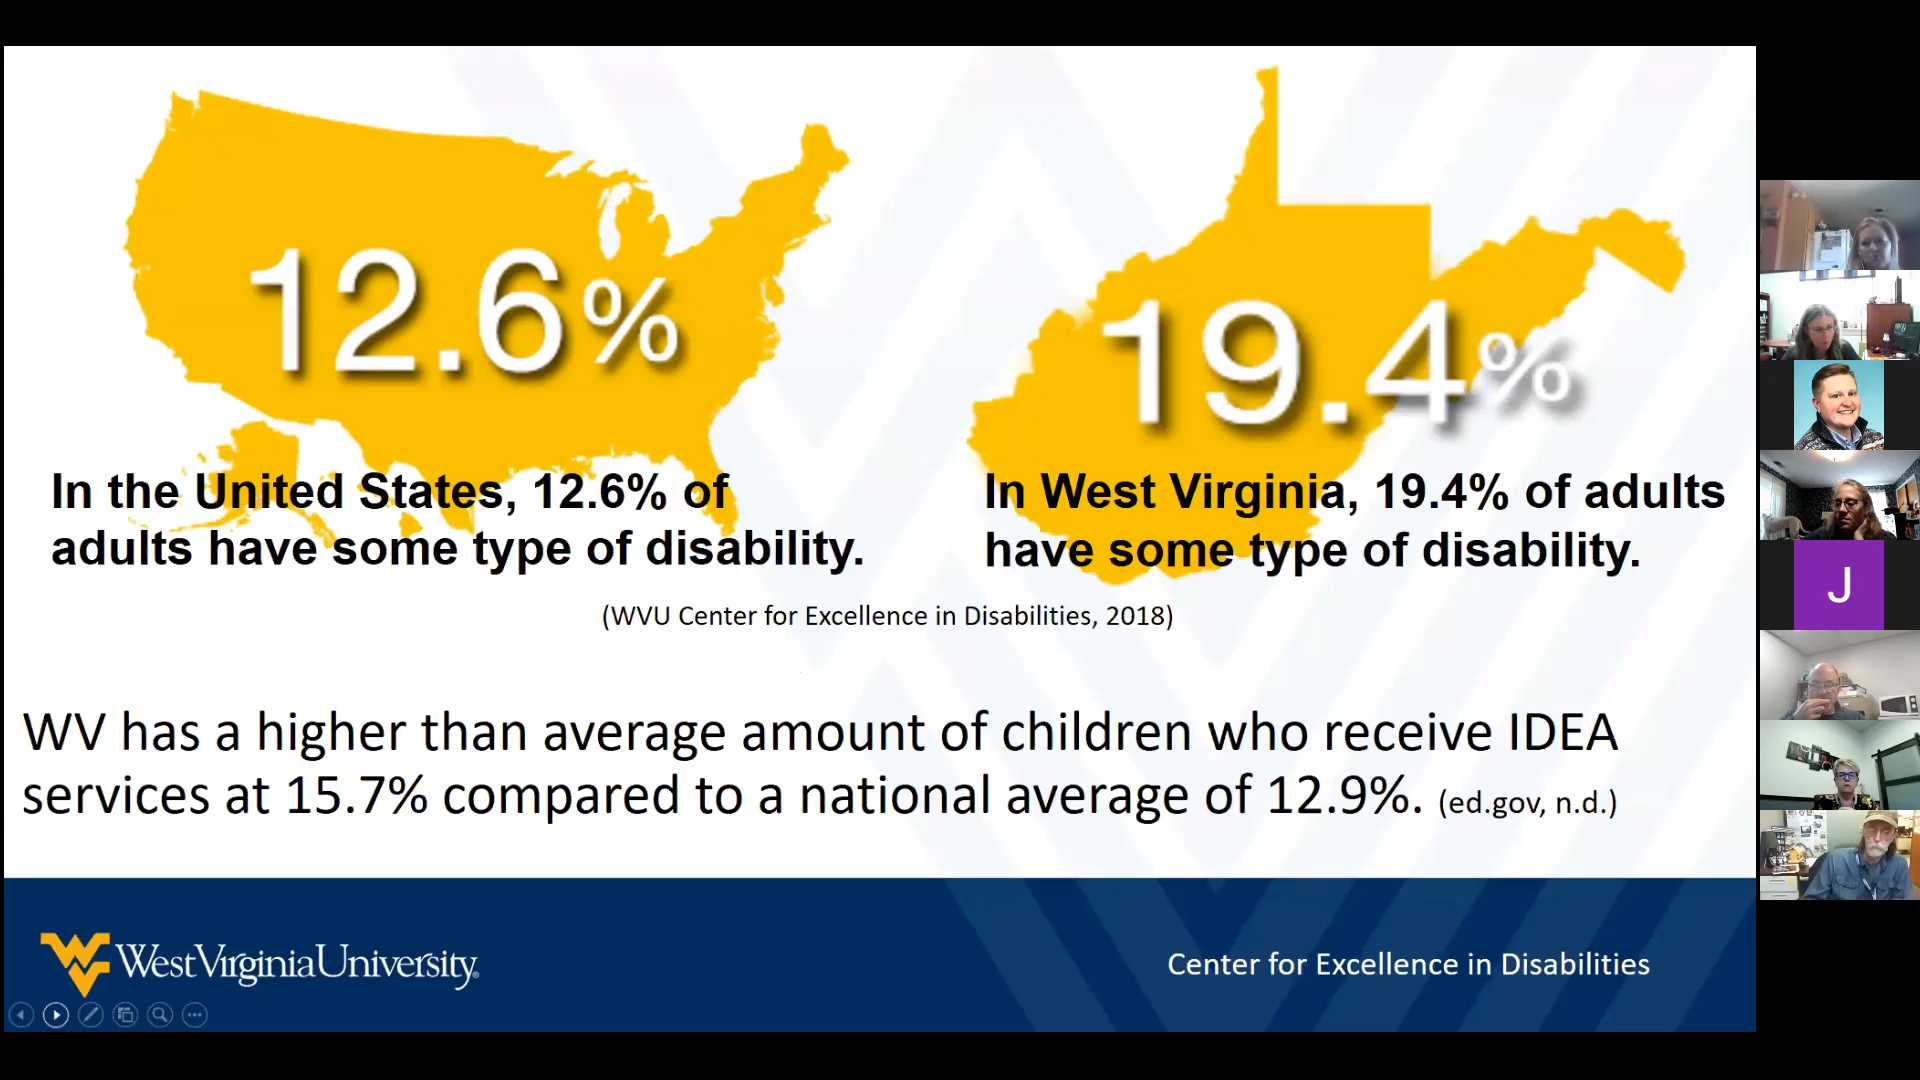 12.6%
19.4%
In the United States, 12.6% of
adults have some type of disability.
In West Virginia, 19.4% of adults
have some type of disability.
(WVU Center for Excellence in Disabilities, 2018)
WV has a higher than average amount of children who receive IDEA
services at 15.7% compared to a national average of 12.9%. (ed.gov, n.d.)
West Virginia University®
Center for Excellence in Disabilities
J